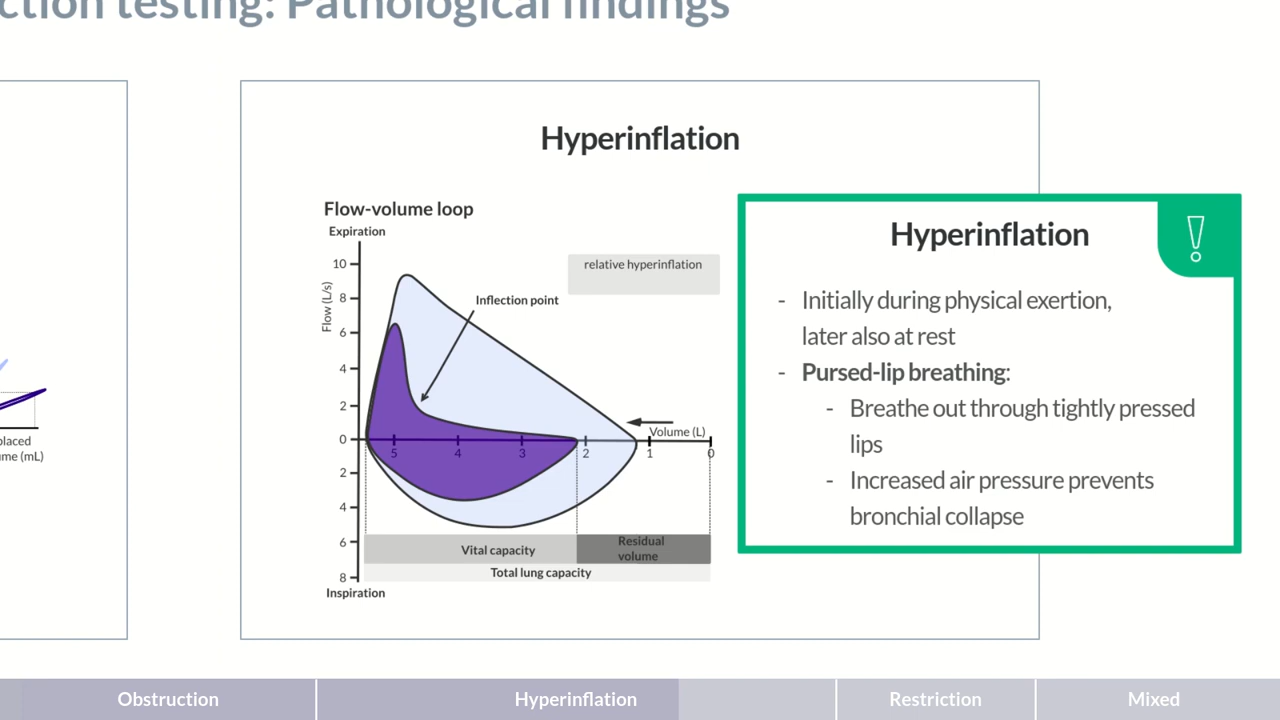 ction testing: Pathological findings
Hyperinflation
Flow-volume loop
Expiration
relative hyperinflation
Inflection point
Flow (L/s)
10
8
6
4
2
0
2
4
6
8
5
4
3
2
1
0
Volume (L)
Vital capacity
Residual
volume
Total lung capacity
Inspiration
placed
me (mL)
Hyperinflation
- Initially during physical exertion,
later also at rest
- Pursed-lip breathing:
- Breathe out through tightly pressed
lips
- Increased air pressure prevents
bronchial collapse
Obstruction
Hyperinflation
Restriction
Mixed